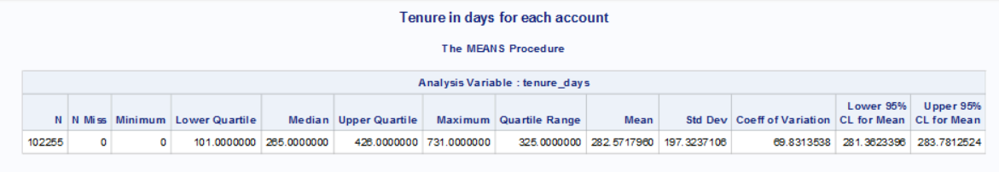 Tenure in days for each account
The MEANS Procedure
Analysis Variable : tenure_days
N N Miss Minimum Lower Quartile Median Upper Quartile Maximum Quartile Range Mean Std Dev Coeff of Variation Lower 95% CL for Mean Upper 95% CL for Mean
102255 0 0 101.0000000 265.0000000 426.0000000 731.0000000 325.0000000 282.5717960 197.3237106 69.8313538 281.3623396 283.7812524